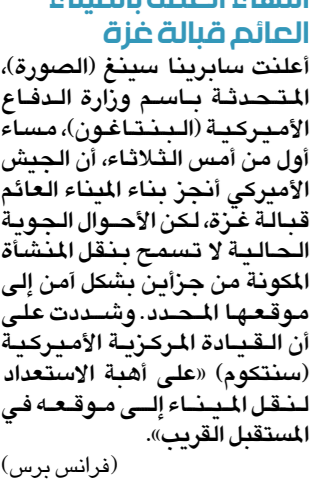 العائم قبالة غزة
أعلنت سابرينا سينغ (الصورة)،
المتحدثة باسم وزارة الدفاع
الأميركية (البنتاغون)، مساء
أول من أمس الثلاثاء، أن الجيش
الأميركي أنجز بناء الميناء العائم
قبالة غزة، لكن الأحوال الجوية
الحالية لا تسمح بنقل المنشأة
المكونة من جزأين بشكل آمن إلى
موقعها المحدد. وشددت على
أن القيادة المركزية الأميركية
(سنتكوم) «على أهبة الاستعداد
لنقل الميناء إلى موقعه في
المستقبل القريب».
(فرانس برس)